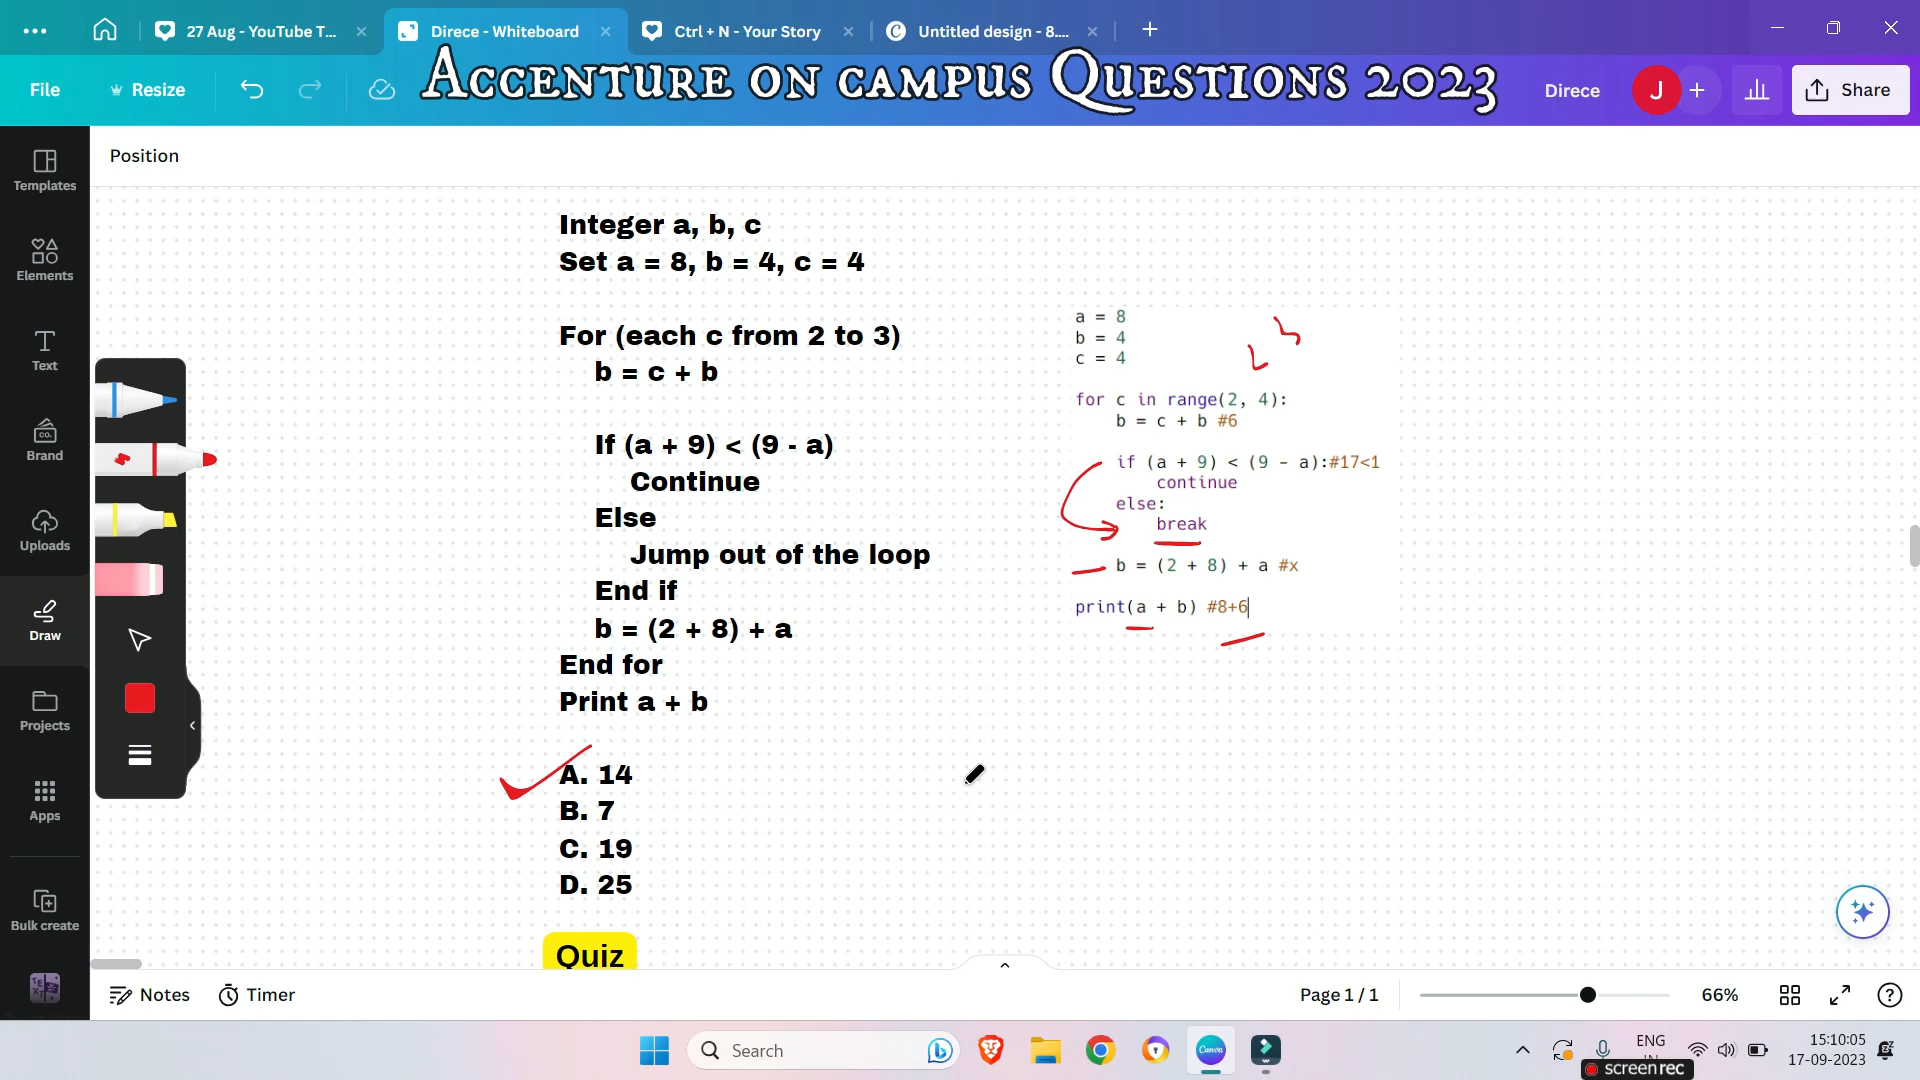 27 Aug - YouTube T...
Direce - Whiteboard
Ctrl + N - Your Story
Untitled design - 8....
File
Resize
Accenture on campus Questions 2023
Direce
J
Share
Position
Templates
Elements
Text
Brand
Uploads
Draw
Projects
Apps
Bulk create
Integer a, b, c
Set a = 8, b = 4, c = 4
For (each c from 2 to 3)
b = c + b
If (a + 9) < (9 - a)
Continue
Else
Jump out of the loop
End if
b = (2 + 8) + a
End for
Print a + b
A. 14
B. 7
C. 19
D. 25
Quiz
a = 8
b = 4
c = 4
for c in range(2, 4):
b = c + b #6
if (a + 9) < (9 - a):#17<1
continue
else:
break
b = (2 + 8) + a #x
print(a + b) #8+6
Notes
Timer
Page 1 / 1
66%
Search
Canva
ENG
15:10:05
17-09-2023
screenrec